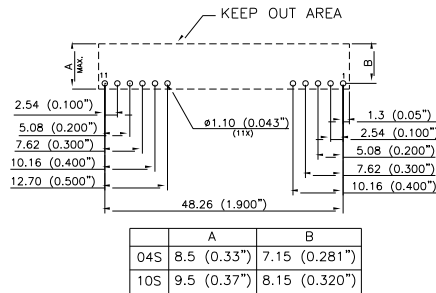 KEEP OUT AREA
A
MAX.
B
11
1
2.54 (0.100")
5.08 (0.200")
7.62 (0.300")
10.16 (0.400")
12.70 (0.500")
ø1.10 (0.043")
(11X)
1.3 (0.05")
2.54 (0.100")
5.08 (0.200")
7.62 (0.300")
10.16 (0.400")
48.26 (1.900")
A B
04S 8.5 (0.33") 7.15 (0.281")
10S 9.5 (0.37") 8.15 (0.320")